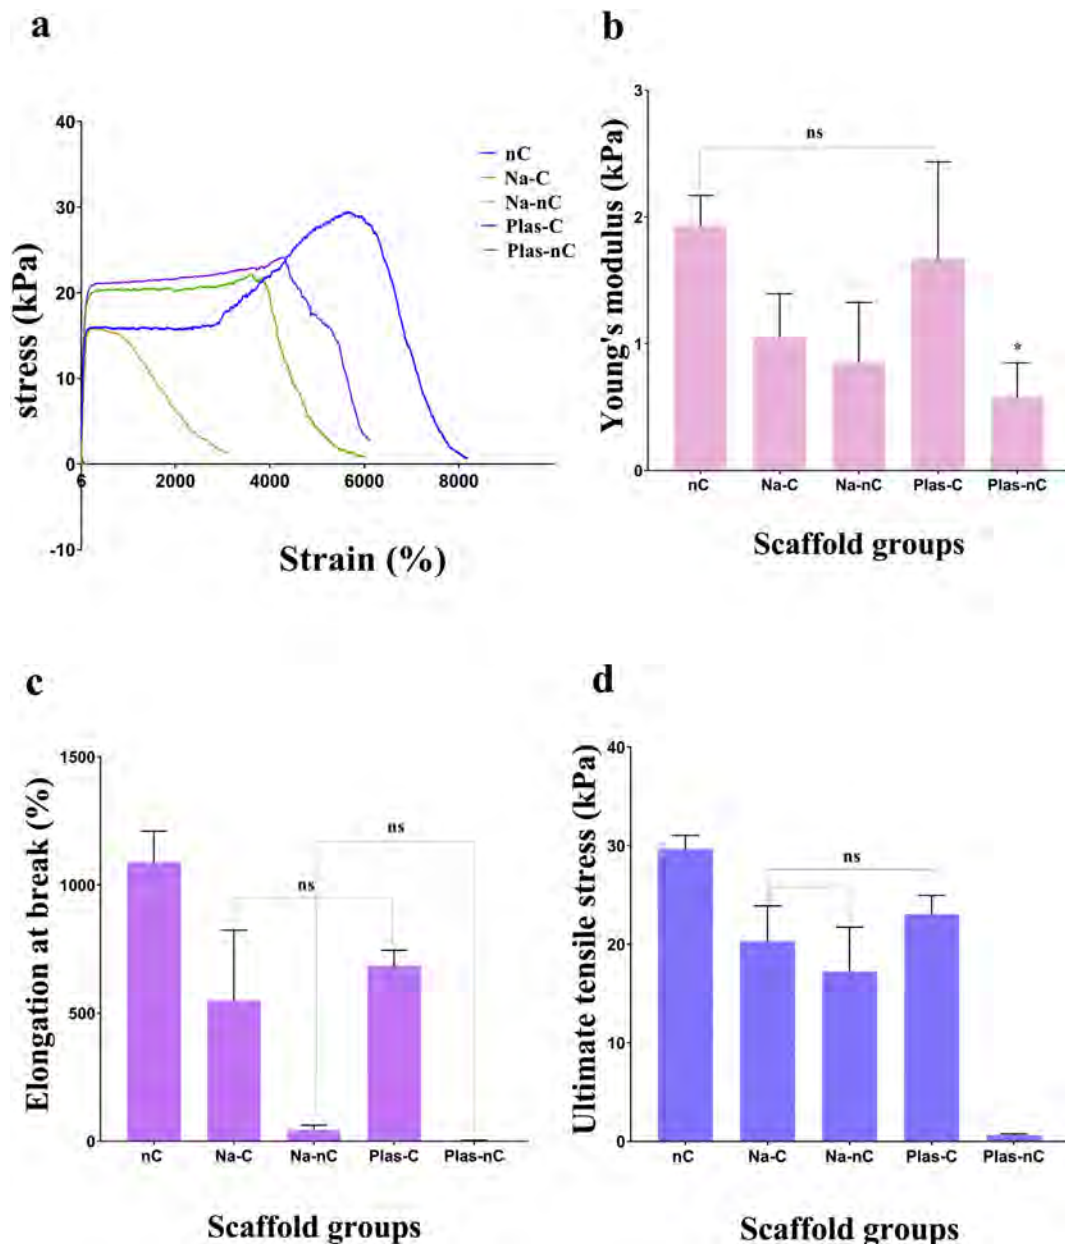 a
stress (kPa)
40
30
20
10
0
-10
6
2000
4000
6000
8000
Strain (%)
nC
Na-C
Na-nC
Plas-C
Plas-nC
b
Young's modulus (kPa)
3
2
1
0
ns
*
nC Na-C Na-nC Plas-C Plas-nC
Scaffold groups
c
Elongation at break (%)
1500
1000
500
0
ns
ns
nC Na-C Na-nC Plas-C Plas-nC
Scaffold groups
d
Ultimate tensile stress (kPa)
40
30
20
10
0
ns
nC Na-C Na-nC Plas-C Plas-nC
Scaffold groups